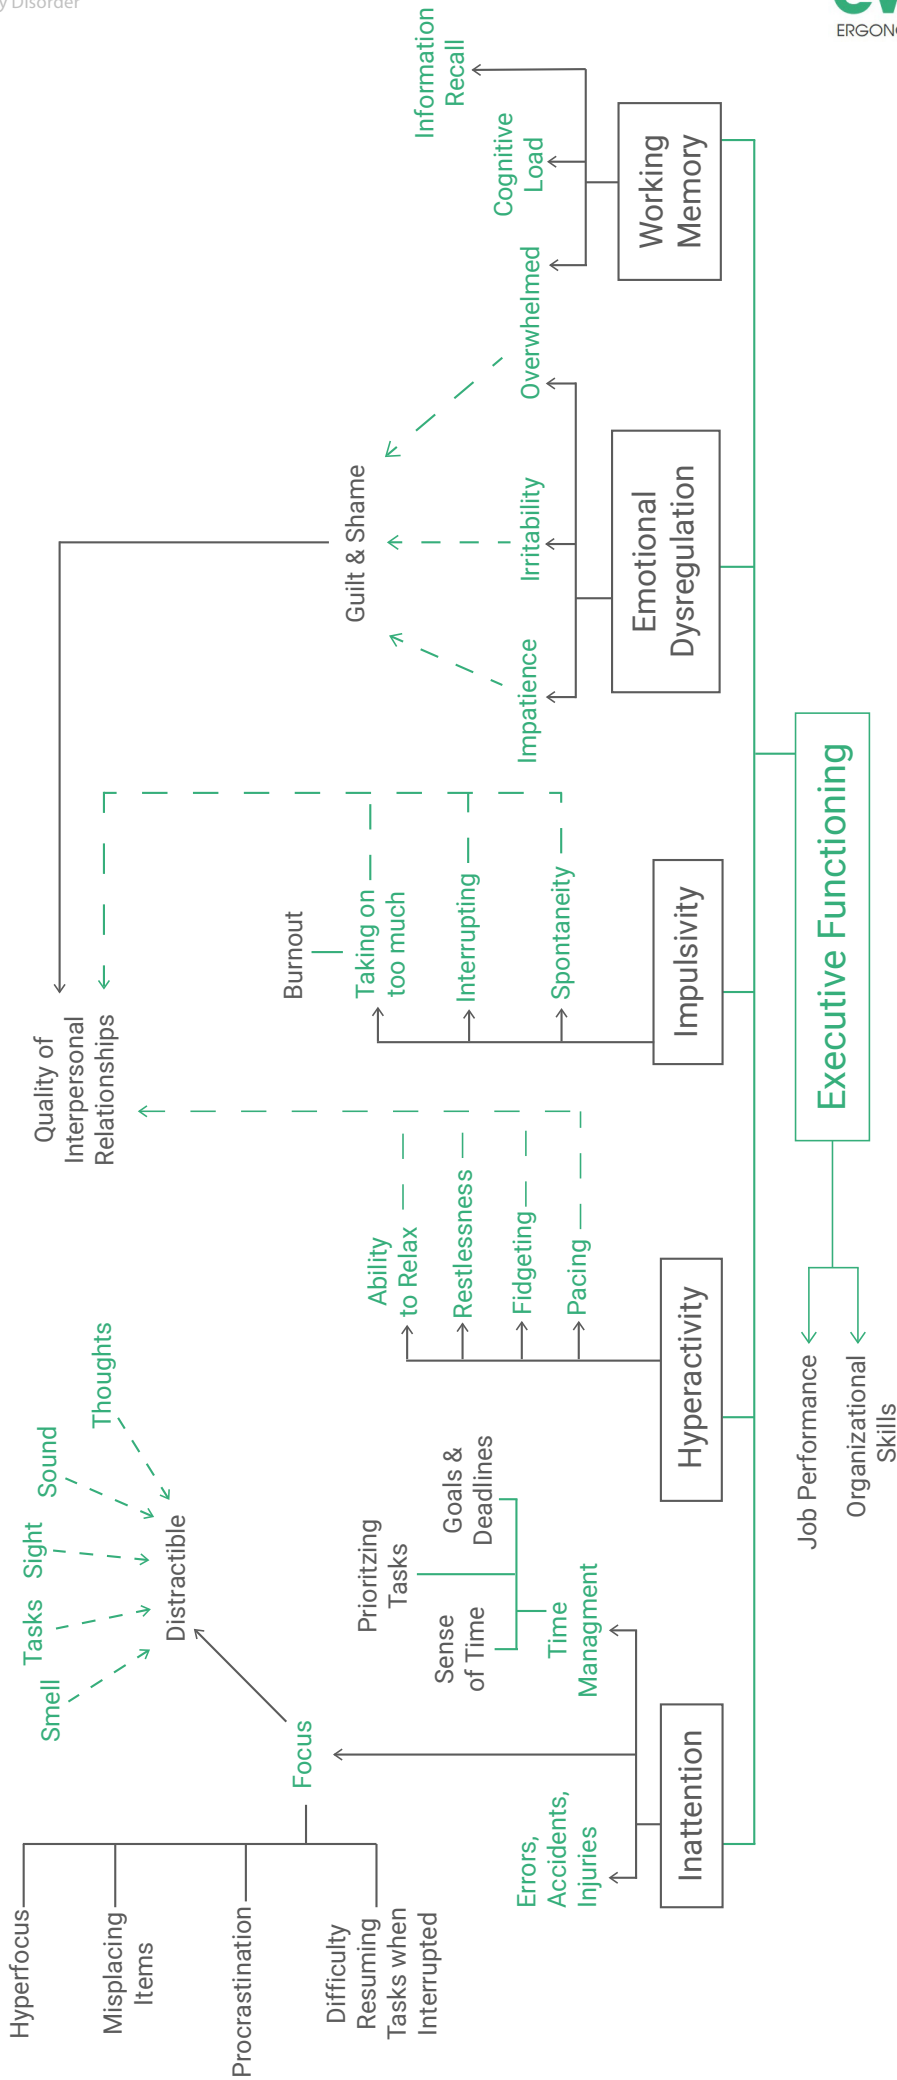 y Disorder
ERGONO
Hyperfocus
Misplacing
Items
Procrastination
Difficulty
Resuming
Tasks when
Interrupted
Smell
Tasks
Sight
Sound
Thoughts
Distractible
Focus
Quality of
Interpersonal
Relationships
Guilt & Shame
Burnout
Prioritzing
Tasks
Sense
of Time
Goals &
Deadlines
Time
Managment
Errors,
Accidents,
Injuries
Ability
to Relax
Restlessness
Fidgeting
Pacing
Taking on
too much
Interrupting
Spontaneity
Impatience
Irritability
Overwhelmed
Cognitive
Load
Information
Recall
Inattention
Hyperactivity
Impulsivity
Emotional
Dysregulation
Working
Memory
Executive Functioning
Job Performance
Organizational
Skills